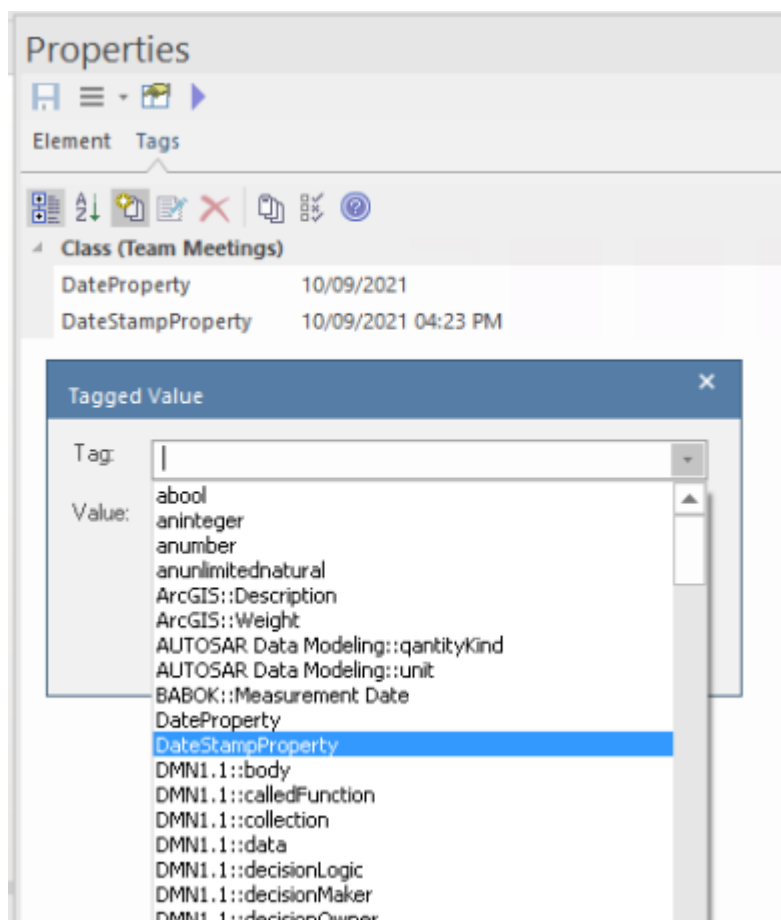 Properties
Element Tags
Class (Team Meetings)
DateProperty 10/09/2021
DateStampProperty 10/09/2021 04:23 PM
Tagged Value
Tag:
Value:
abool
aninteger
anumber
anunlimitednatural
ArcGIS::Description
ArcGIS::Weight
AUTOSAR Data Modeling::qantityKind
AUTOSAR Data Modeling::unit
BABOK::Measurement Date
DateProperty
DateStampProperty
DMN1.1::body
DMN1.1::calledFunction
DMN1.1::collection
DMN1.1::data
DMN1.1::decisionLogic
DMN1.1::decisionMaker
DMN1.1::decisionOwner